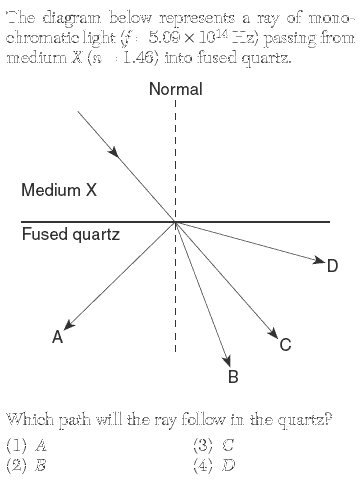 The diagram below represents a ray of mono-
chromatic light (f = 5.09 × 10¹⁴ Hz) passing from
medium X (n = 1.46) into fused quartz.
Normal
Medium X
Fused quartz
D
A
C
B
Which path will the ray follow in the quartz?
(1) A (3) C
(2) B (4) D